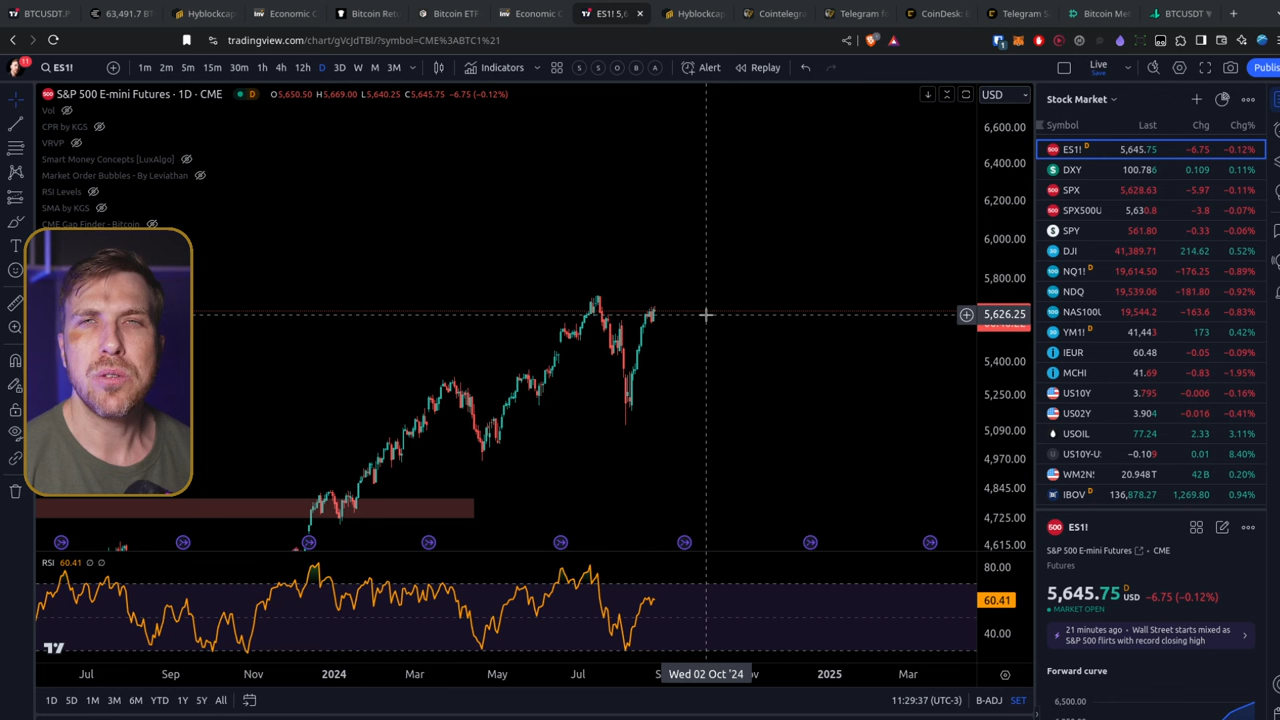 BTCUSDT.P
63,491.7 BT
Hyblockcap
Economic C
Bitcoin Ret
Bitcoin ETF
Economic C
ES1! 5,6
Hyblockcap
Cointelegra
Telegram fo
CoinDesk: B
Telegram S
Bitcoin Me
BTCUSDT
tradingview.com/chart/gVcJdTBl/?symbol=CME%3ABTC1%21
11
ES1!
1m 2m 5m 15m 30m 1h 4h 12h D 3D W M 3M
Indicators
S S O B A
Alert
Replay
Live
Save
Publis
S&P 500 E-mini Futures · 1D · CME
D
O5,650.50 H5,669.00 L5,640.25 C5,645.75 −6.75 (−0.12%)
USD
Vol
CPR by KGS
VRVP
Smart Money Concepts [LuxAlgo]
Market Order Bubbles - By Leviathan
RSI Levels
SMA by KGS
CME Gap Finder - Bitcoin
6,600.00
6,400.00
6,200.00
6,000.00
5,800.00
5,626.25
5,400.00
5,250.00
5,090.00
4,970.00
4,845.00
4,725.00
4,615.00
RSI 60.41 ∅ ∅
80.00
60.41
40.00
Jul Sep Nov 2024 Mar May Jul
Wed 02 Oct '24
2025 Mar
1D 5D 1M 3M 6M YTD 1Y 5Y All
11:29:37 (UTC-3)
B-ADJ SET
Stock Market
Symbol Last Chg Chg%
ES1! D 5,645.75 −6.75 −0.12%
DXY 100.786 0.109 0.11%
SPX 5,628.63 −5.97 −0.11%
SPX500U 5,630.8 −3.8 −0.07%
SPY 561.80 −0.33 −0.06%
DJI 41,389.71 214.62 0.52%
NQ1! D 19,614.50 −176.25 −0.89%
NDQ 19,539.06 −181.80 −0.92%
NAS100U 19,544.2 −163.6 −0.83%
YM1! D 41,443 173 0.42%
IEUR 60.48 −0.05 −0.09%
MCHI 41.69 −0.83 −1.95%
US10Y 3.795 −0.006 −0.16%
US02Y 3.904 −0.016 −0.41%
USOIL 77.24 2.33 3.11%
US10Y-U −0.109 0.01 8.40%
WM2NS 20.948T 42B 0.20%
IBOV D 136,878.27 1,269.80 0.94%
ES1!
S&P 500 E-mini Futures · CME
Futures
5,645.75 D USD −6.75 (−0.12%)
MARKET OPEN
21 minutes ago · Wall Street starts mixed as
S&P 500 flirts with record closing high
Forward curve
6,500.00
6,000.00